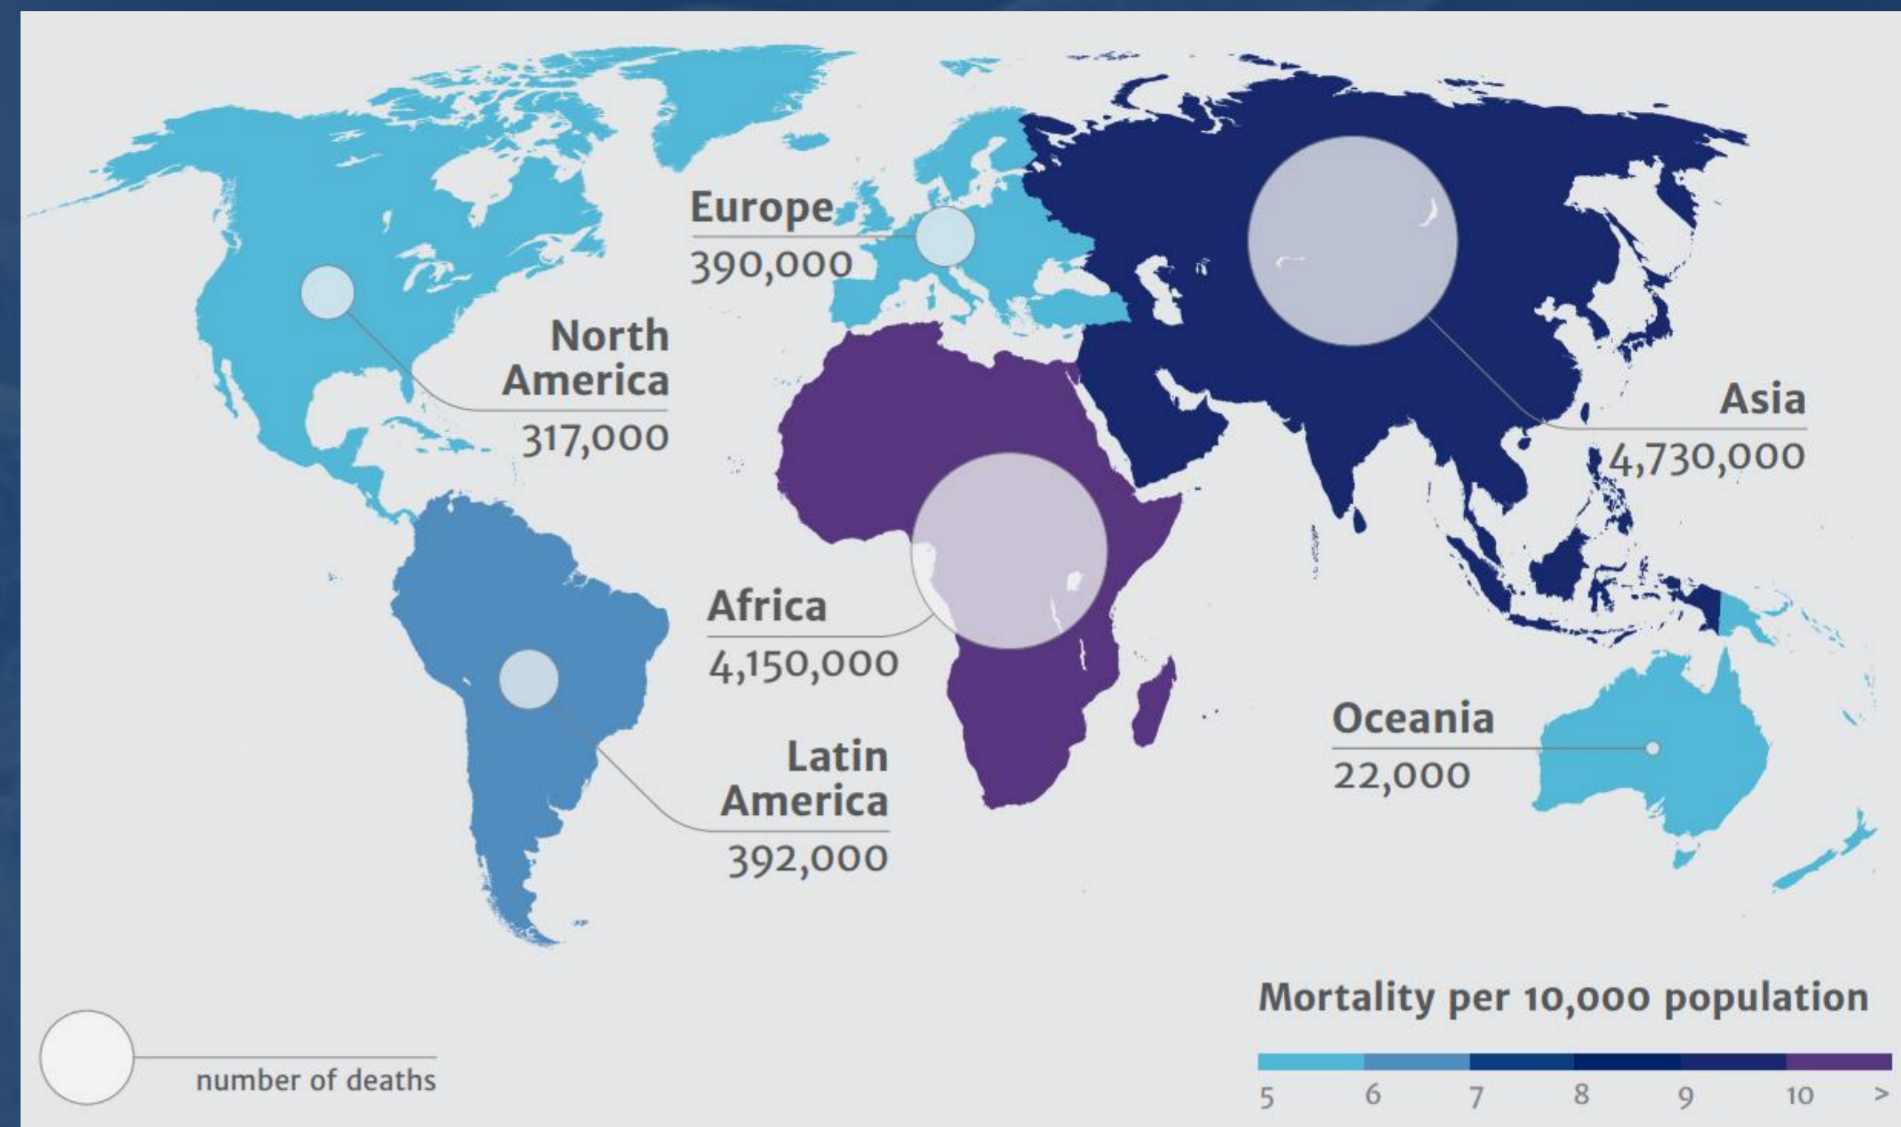 Europe
390,000
North
America
317,000
Asia
4,730,000
Africa
4,150,000
Oceania
22,000
Latin
America
392,000
Mortality per 10,000 population
5 6 7 8 9 10 >
number of deaths